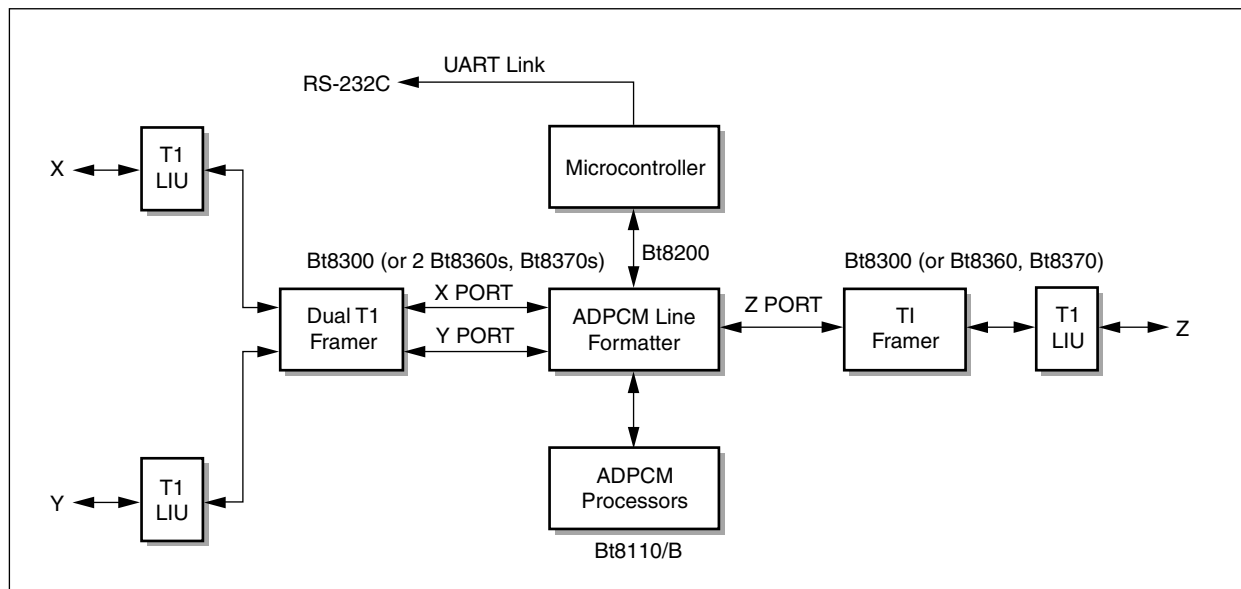 UART Link
RS-232C
T1
LIU
X
Microcontroller
Bt8200
Bt8300 (or 2 Bt8360s, Bt8370s)
Bt8300 (or Bt8360, Bt8370)
X PORT
Y PORT
Dual T1
Framer
ADPCM Line
Formatter
Z PORT
TI
Framer
T1
LIU
Z
T1
LIU
Y
ADPCM
Processors
Bt8110/B